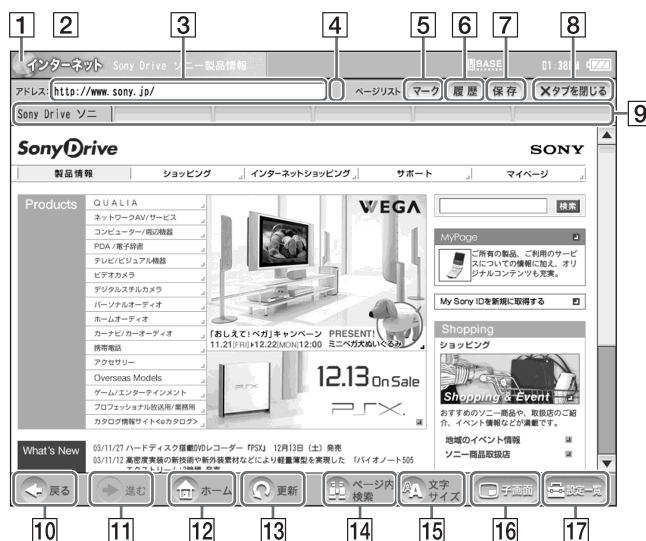 1 2 3 4 5 6 7 8
インターネット Sony Drive ソニー製品情報 BASE 01:38
アドレス: http://www.sony.jp/ ページリスト マーク 履歴 保存 ×タブを閉じる
Sony Drive ソニ 9
SonyDrive SONY
製品情報 ショッピング インターネットショッピング サポート マイページ
Products
QUALIA
ネットワークAV/サービス
コンピューター/周辺機器
PDA/電子辞書
テレビ/ビジュアル機器
ビデオカメラ
デジタルスチルカメラ
パーソナルオーディオ
ホームオーディオ
カーナビ/カーオーディオ
携帯電話
アクセサリー
Overseas Models
ゲーム/エンターテインメント
プロフェッショナル放送用/業務用
カタログ情報サイト<eカタログ>
WEGA
「おしえて!ベガ」キャンペーン PRESENT!
11.21[FRI]▶12.22[MON]12:00 ミニベガ犬ぬいぐるみ
PSX
12.13 On Sale
PSX.
検索
MyPage
ご所有の製品、ご利用のサービ
スについての情報に加え、オリ
ジナルコンテンツも充実。
My Sony IDを新規に取得する
Shopping
ショッピング
Shopping & Event
おすすめのソニー商品や、取扱店のご紹
介、イベント情報などが満載です。
地域のイベント情報
ソニー商品取扱店
What's New
03/11/27 ハードディスク搭載DVDレコーダー『PSX』 12月13日(土)発売
03/11/12 高密度実装の新技術や新外装素材などにより軽量薄型を実現した 「バイオノート505
エクストリーム」2機種 発売
戻る 進む ホーム 更新 ページ内検索 文字サイズ 子画面 設定一覧
10 11 12 13 14 15 16 17